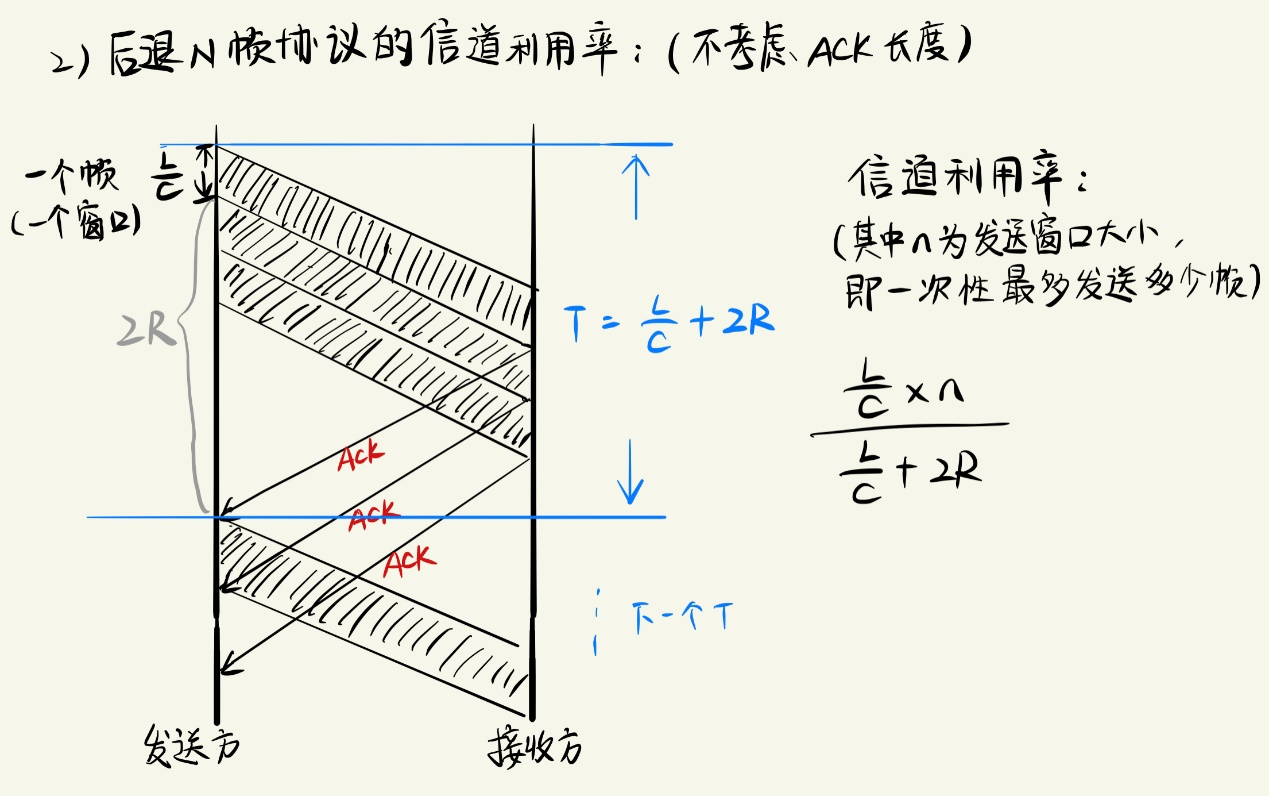 2) 后退N帧协议的信道利用率：(不考虑ACK长度)
一个帧 L/C
(一个窗口)
2R
T = L/C + 2R
ACK
ACK
ACK
下一个T
发送方
接收方
信道利用率：
(其中n为发送窗口大小，
即一次性最多发送多少帧)
L/C × n
L/C + 2R